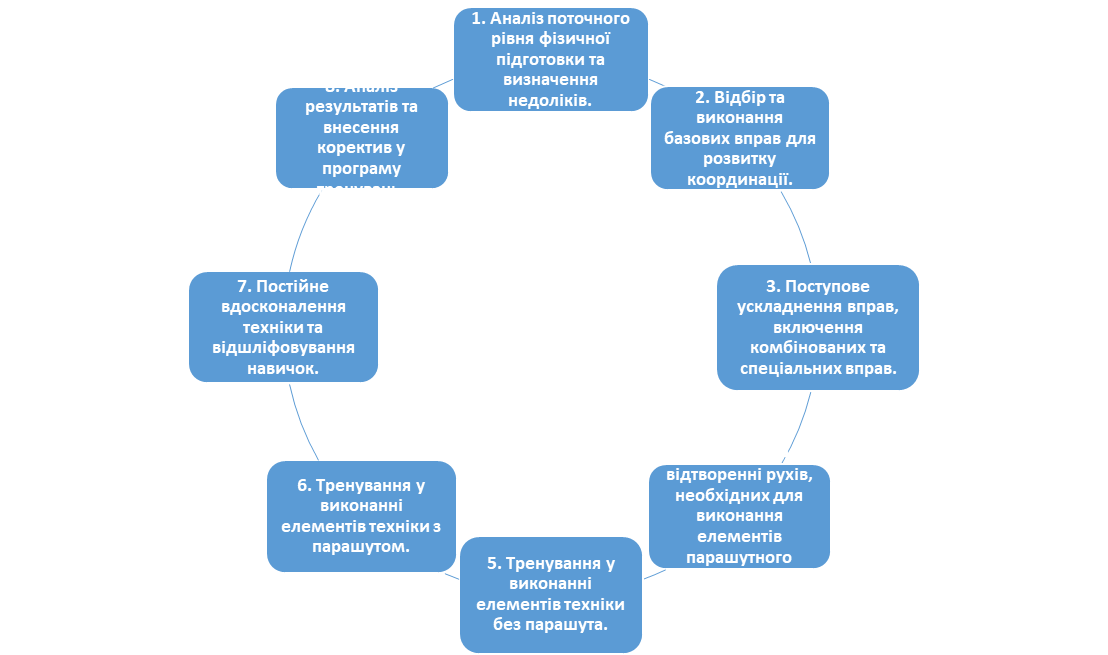 1. Аналіз поточного
рівня фізичної
підготовки та
визначення
недоліків.
2. Відбір та
виконання
базових вправ для
розвитку
координації.
3. Поступове
ускладнення вправ,
включення
комбінованих та
спеціальних вправ.
відтворенні рухів,
необхідних для
виконання
елементів
парашутного
5. Тренування у
виконанні
елементів техніки
без парашута.
6. Тренування у
виконанні
елементів техніки з
парашутом.
7. Постійне
вдосконалення
техніки та
відшліфовування
навичок.
8. Аналіз
результатів та
внесення
коректив у
програму